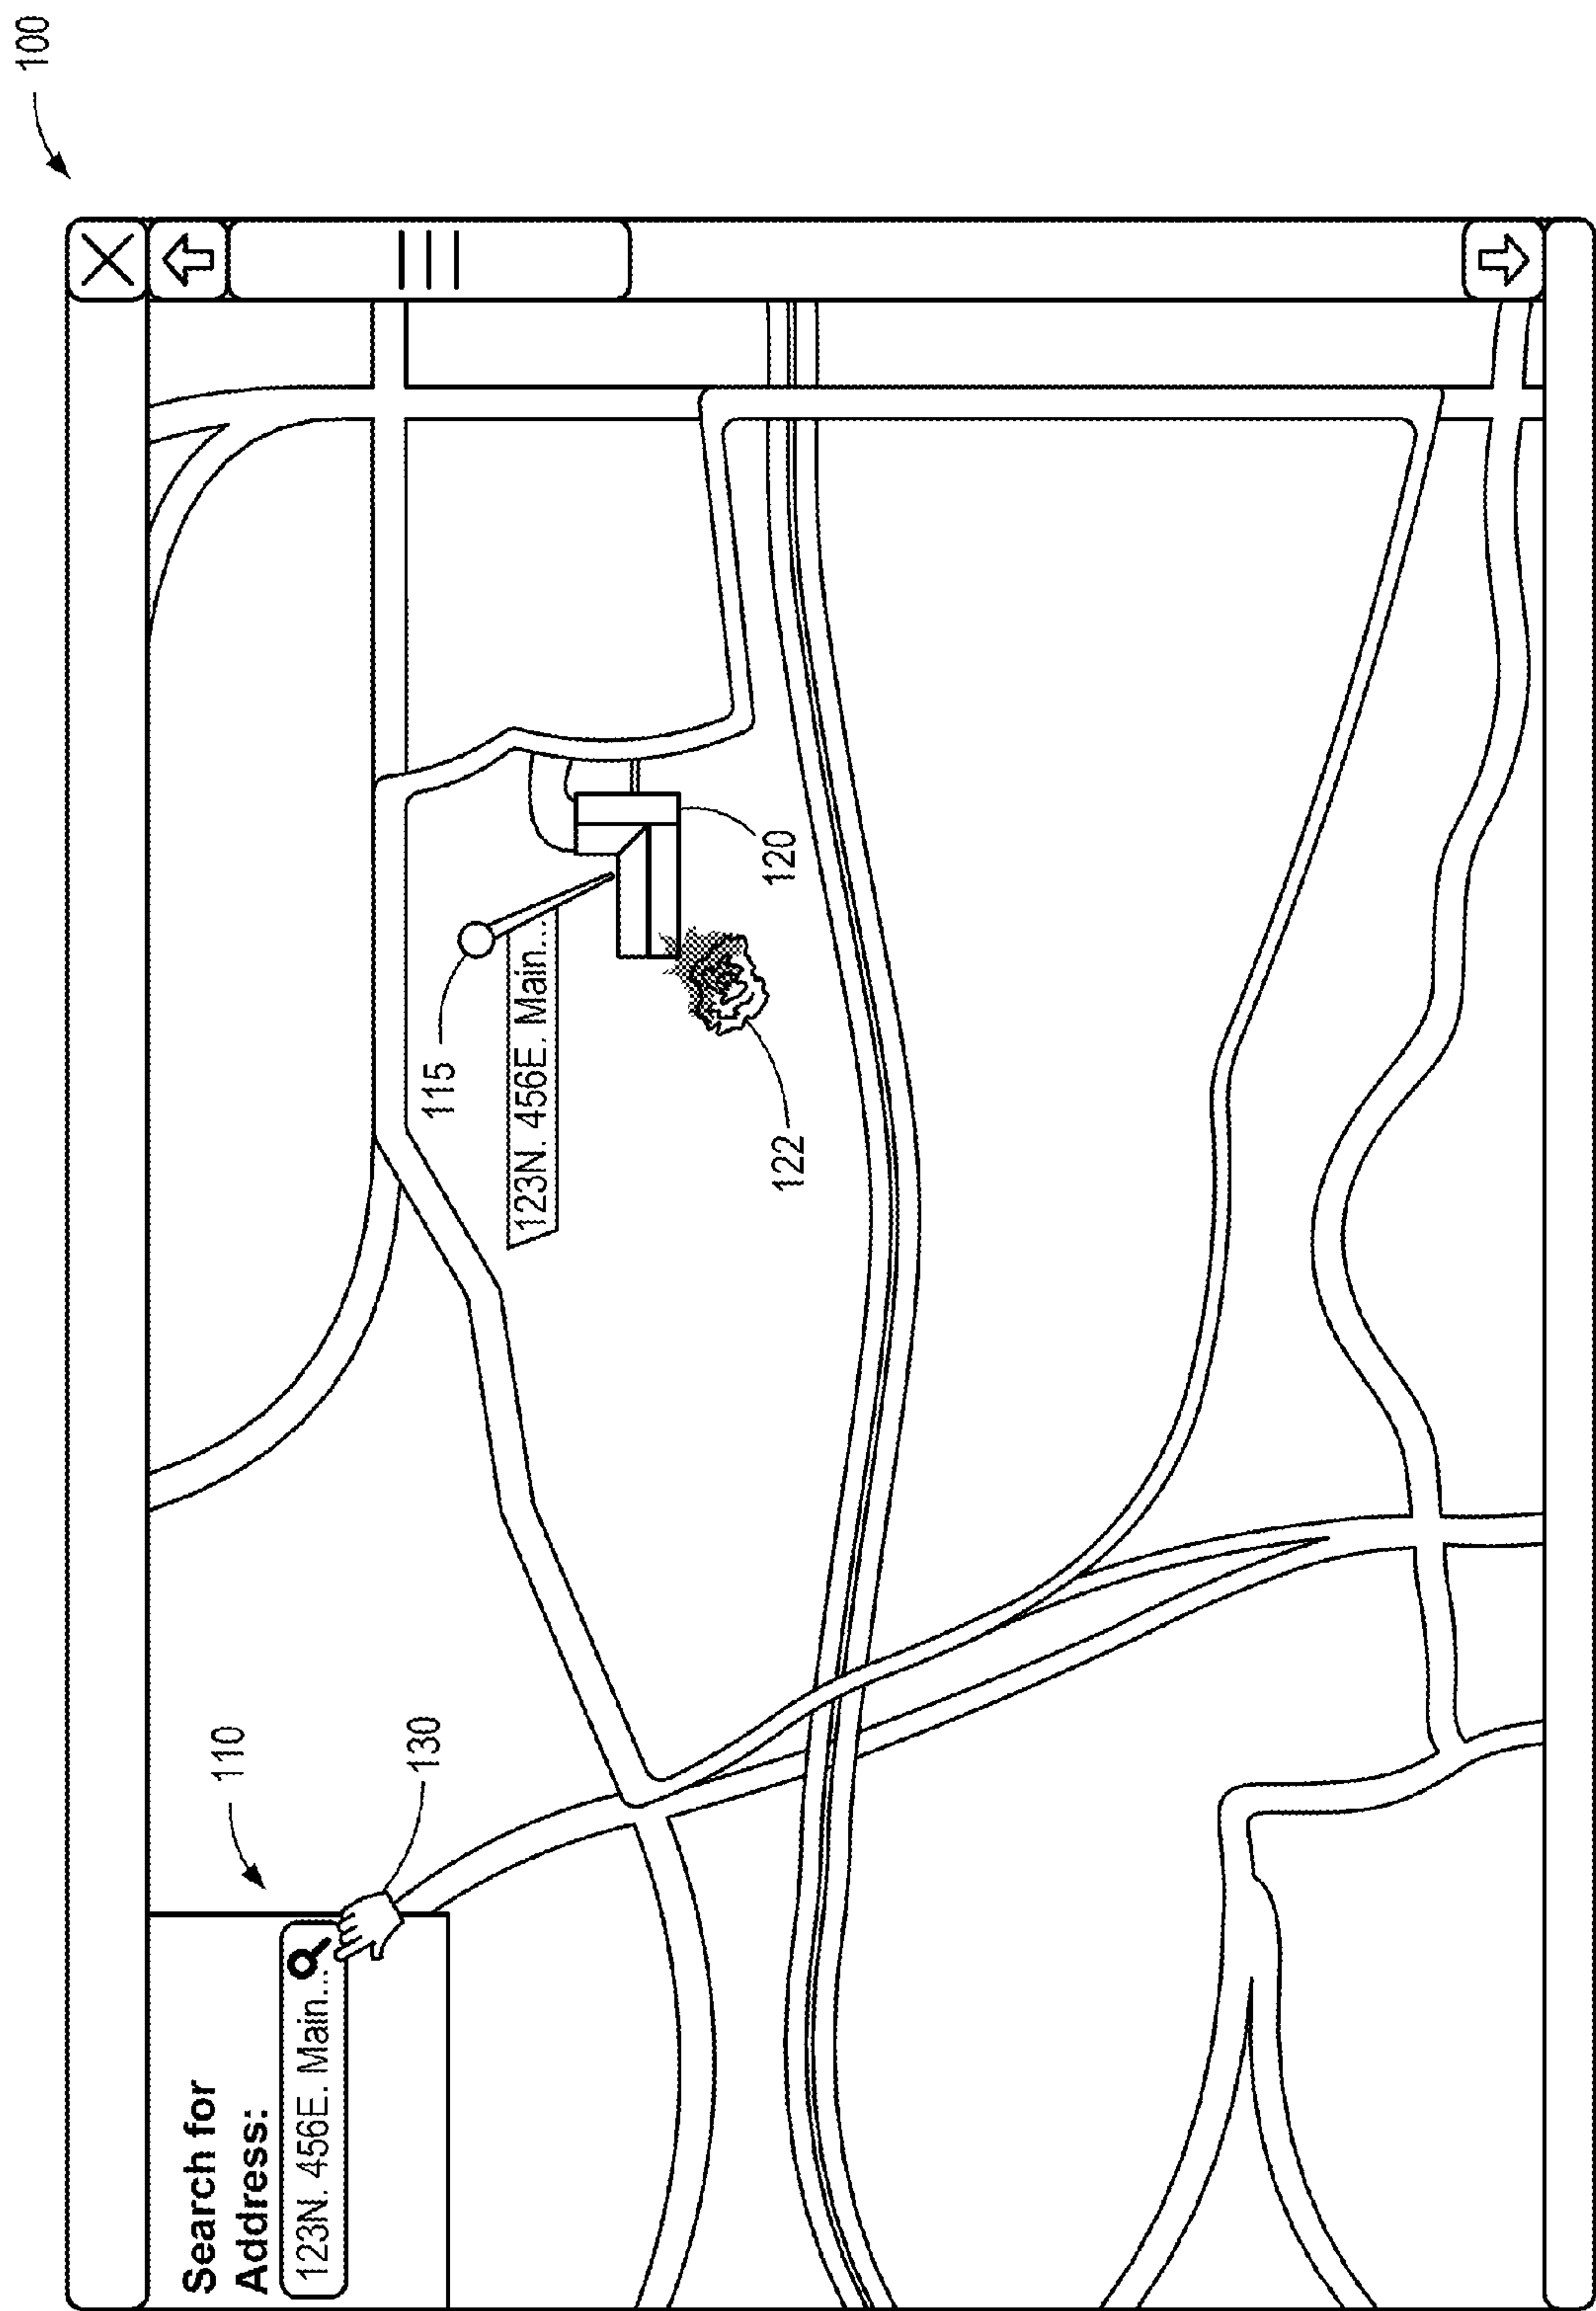 100
110
Search for
Address:
123N. 456E. Main...
130
115
123N. 456E. Main...
120
122